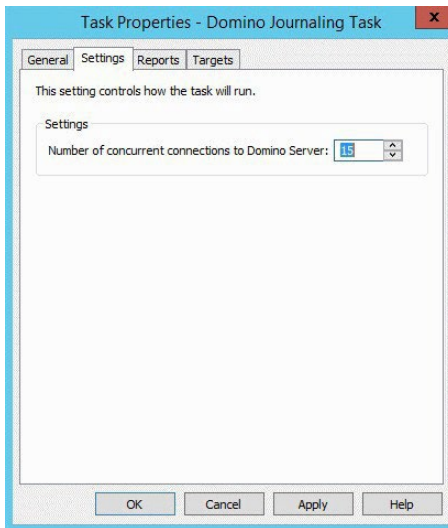 Task Properties - Domino Journaling Task
x
General Settings Reports Targets
This setting controls how the task will run.
Settings
Number of concurrent connections to Domino Server: 15
OK Cancel Apply Help